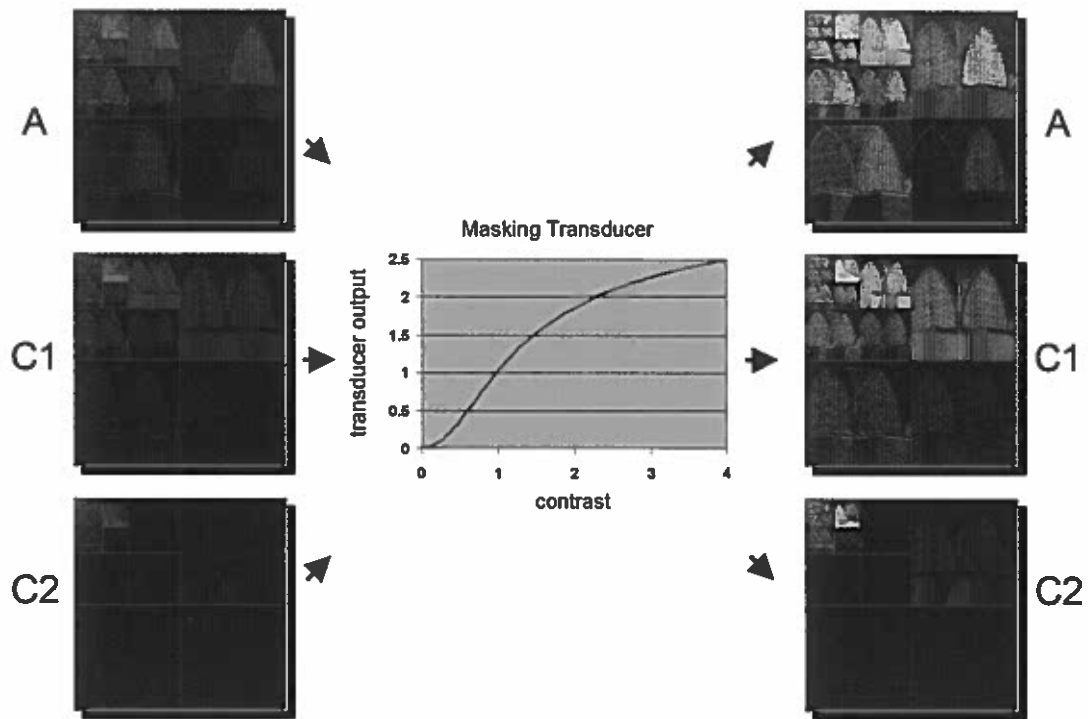 A
A
Masking Transducer
transducer output
2.5
2
1.5
1
0.5
0
0 1 2 3 4
contrast
C1
C1
C2
C2